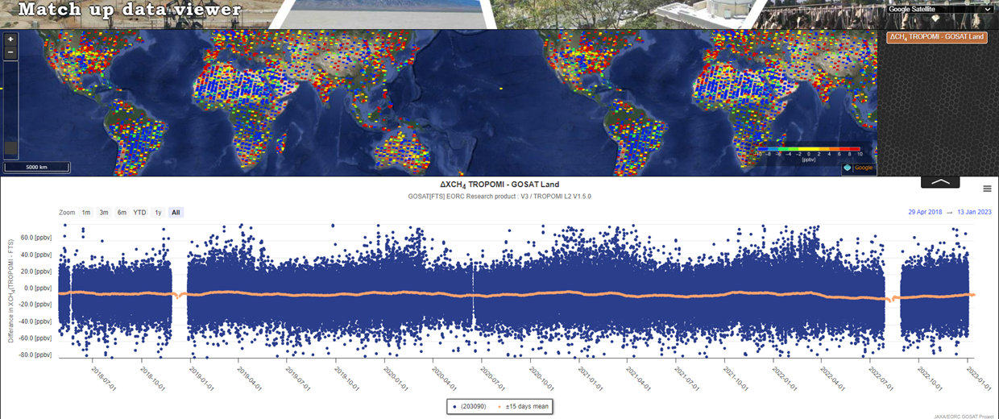 Match up data viewer
Google Satellite
+
−
ΔCH4 TROPOMI - GOSAT Land
5000 km
-10 -8 -6 -4 -2 0 2 4 6 8 10
[ppbv]
Google
ΔXCH4 TROPOMI - GOSAT Land
GOSAT[FTS] EORC Research product : V3 / TROPOMI L2 V1.5.0
Zoom 1m 3m 6m YTD 1y All
29 Apr 2018 → 13 Jan 2023
Differance in XCH4(TROPOMI - FTS)
60.0 [ppbv]
40.0 [ppbv]
20.0 [ppbv]
0.0 [ppbv]
-20.0 [ppbv]
-40.0 [ppbv]
-60.0 [ppbv]
-80.0 [ppbv]
2018-07-01
2018-10-01
2019-01-01
2019-04-01
2019-07-01
2019-10-01
2020-01-01
2020-04-01
2020-07-01
2020-10-01
2021-01-01
2021-04-01
2021-07-01
2021-10-01
2022-01-01
2022-04-01
2022-07-01
2022-10-01
2023-01-01
(203090) ±15 days mean
JAXA/EORC GOSAT Project